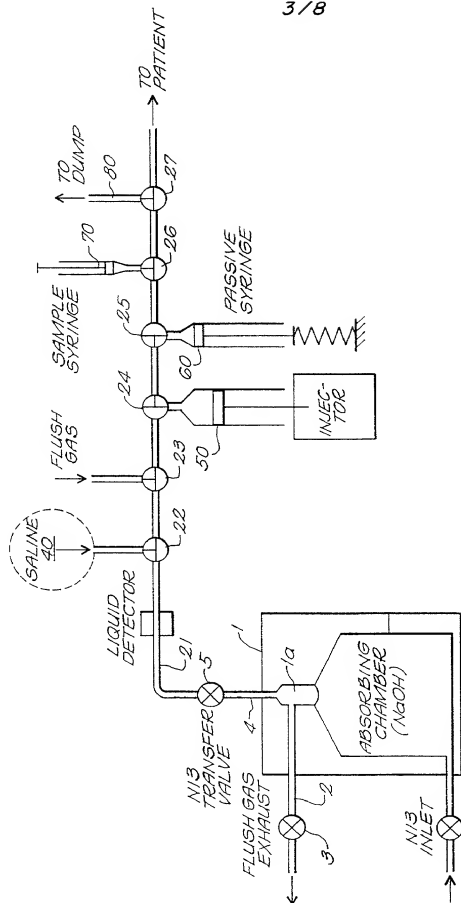 3/8
TO
PATIENT
TO
DUMP
80
27
70
SAMPLE
SYRINGE
26
25
60
PASSIVE
SYRINGE
24
50
INJEC-
TOR
FLUSH
GAS
23
SALINE
40
22
LIQUID
DETECTOR
21
5
N13
TRANSFER
VALVE
4
1
1a
ABSORBING
CHAMBER
(NaOH)
2
FLUSH GAS
EXHAUST
3
N13
INLET